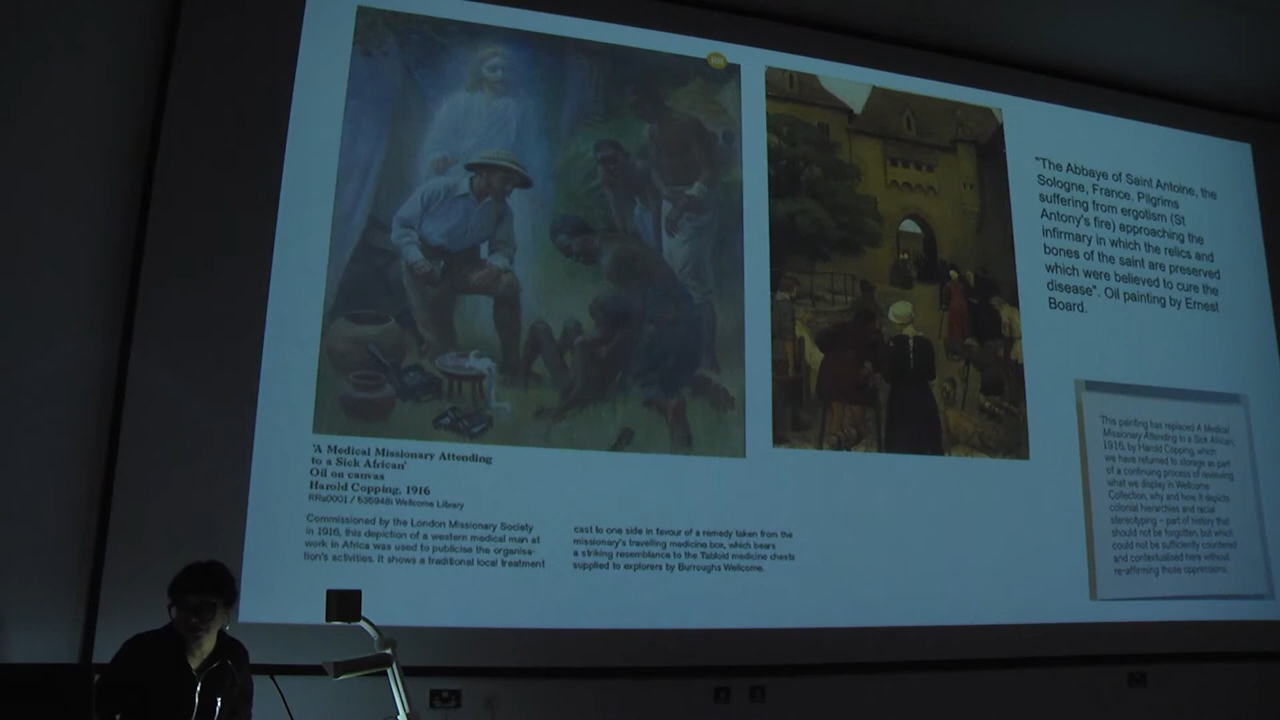 'A Medical Missionary Attending
to a Sick African'
Oil on canvas
Harold Copping, 1916
RRs0001 / 535948i Wellcome Library
Commissioned by the London Missionary Society
in 1916, this depiction of a western medical man at
work in Africa was used to publicise the organisa-
tion's activities. It shows a traditional local treatment
cast to one side in favour of a remedy taken from the
missionary's travelling medicine box, which bears
a striking resemblance to the Tabloid medicine chests
supplied to explorers by Burroughs Wellcome.
"The Abbaye of Saint Antoine, the
Sologne, France. Pilgrims
suffering from ergotism (St
Antony's fire) approaching the
infirmary in which the relics and
bones of the saint are preserved
which were believed to cure the
disease". Oil painting by Ernest
Board.
This painting has replaced A Medical
Missionary Attending to a Sick African,
1916, by Harold Copping, which
we have returned to storage as part
of a continuing process of reviewing
what we display in Wellcome
Collection, why and how. It depicts
colonial hierarchies and racial
stereotyping – part of history that
should not be forgotten, but which
could not be sufficiently countered
and contextualized here without
re-affirming those oppressions.